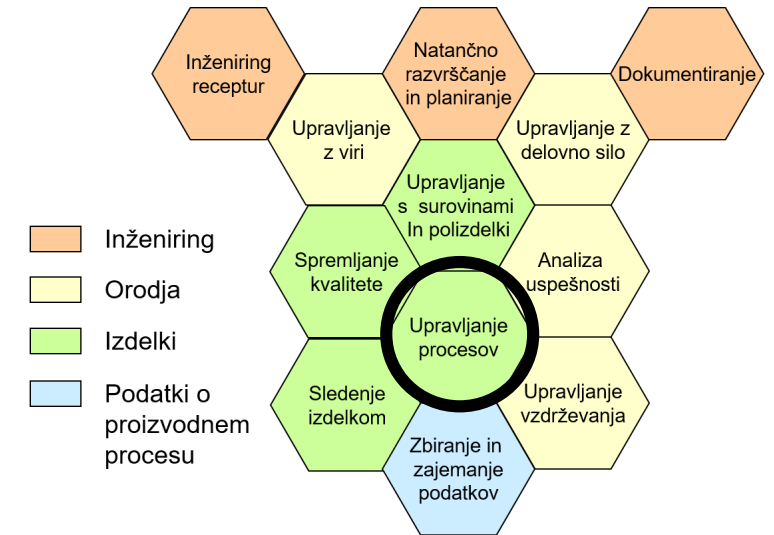 Inženiring
receptur
Natančno
razvrščanje
in planiranje
Dokumentiranje
Upravljanje
z viri
Upravljanje z
delovno silo
Upravljanje
s surovinami
In polizdelki
Spremljanje
kvalitete
Analiza
uspešnosti
Upravljanje
procesov
Sledenje
izdelkom
Upravljanje
vzdrževanja
Zbiranje in
zajemanje
podatkov
Inženiring
Orodja
Izdelki
Podatki o
proizvodnem
procesu